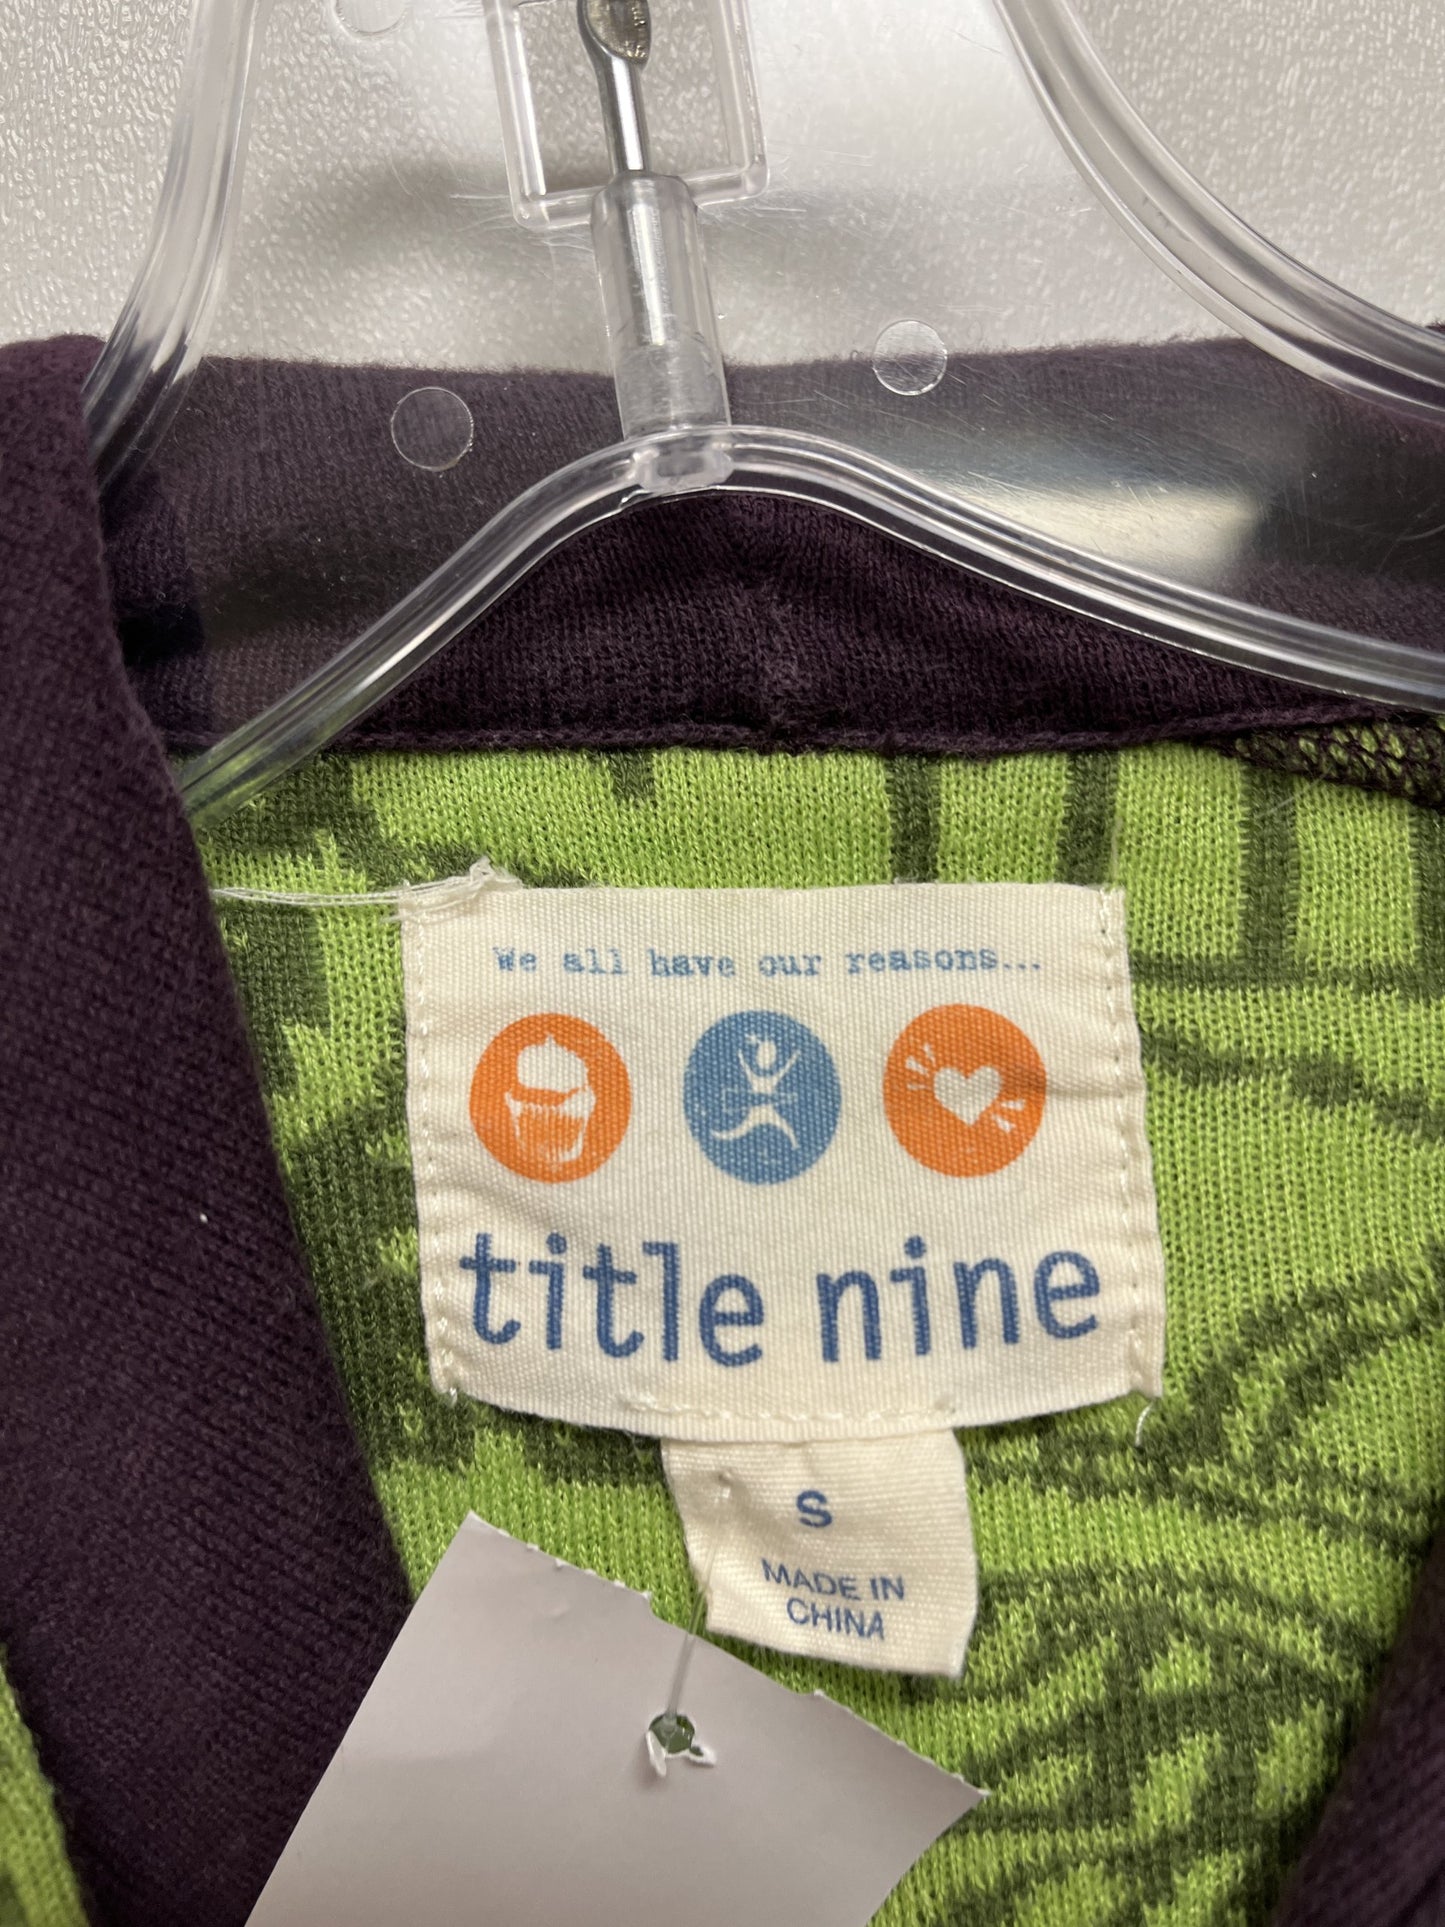 We all have our reasons...
title nine
S
MADE IN
CHINA